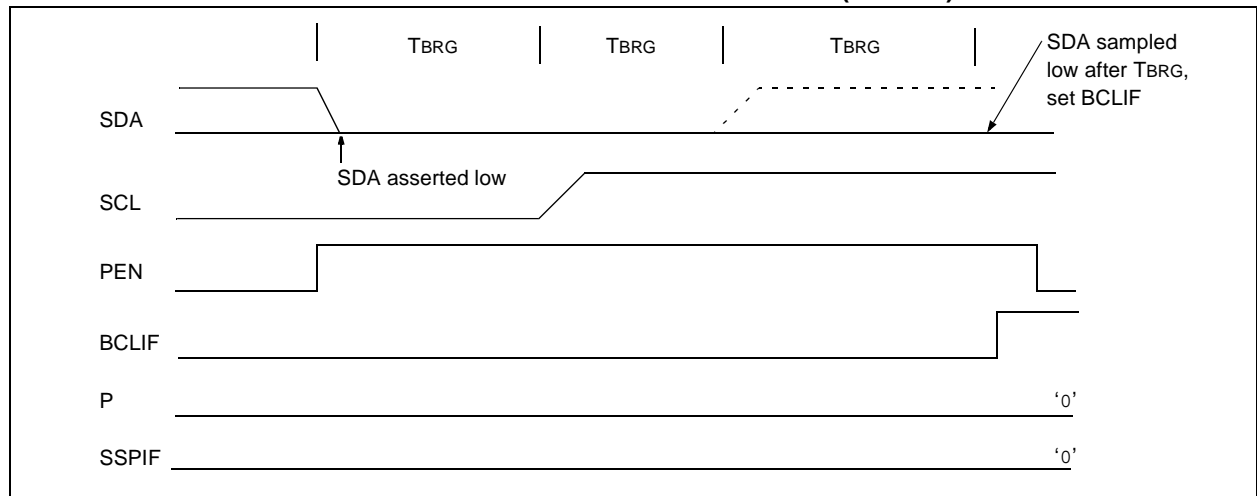 TBRG TBRG TBRG
SDA sampled
low after TBRG,
set BCLIF
SDA
SDA asserted low
SCL
PEN
BCLIF
P '0'
SSPIF '0'